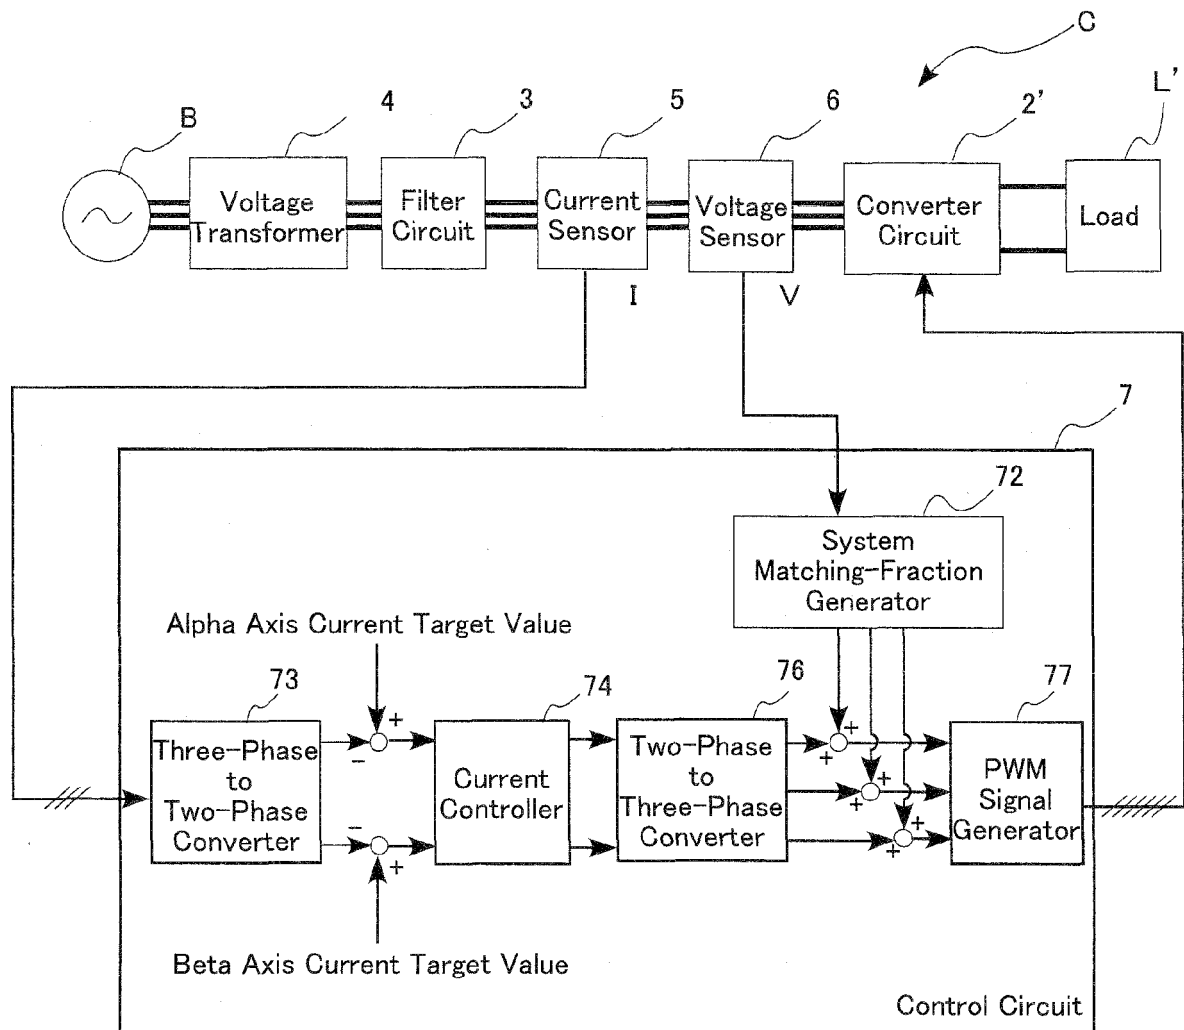 C
B
4
3
5
6
2'
L'
Voltage
Transformer
Filter
Circuit
Current
Sensor
Voltage
Sensor
Converter
Circuit
Load
I
V
7
72
System
Matching-Fraction
Generator
Alpha Axis Current Target Value
73
74
76
77
Three-Phase
to
Two-Phase
Converter
+
−
−
+
Current
Controller
Two-Phase
to
Three-Phase
Converter
+
+
+
+
+
+
PWM
Signal
Generator
Beta Axis Current Target Value
Control Circuit